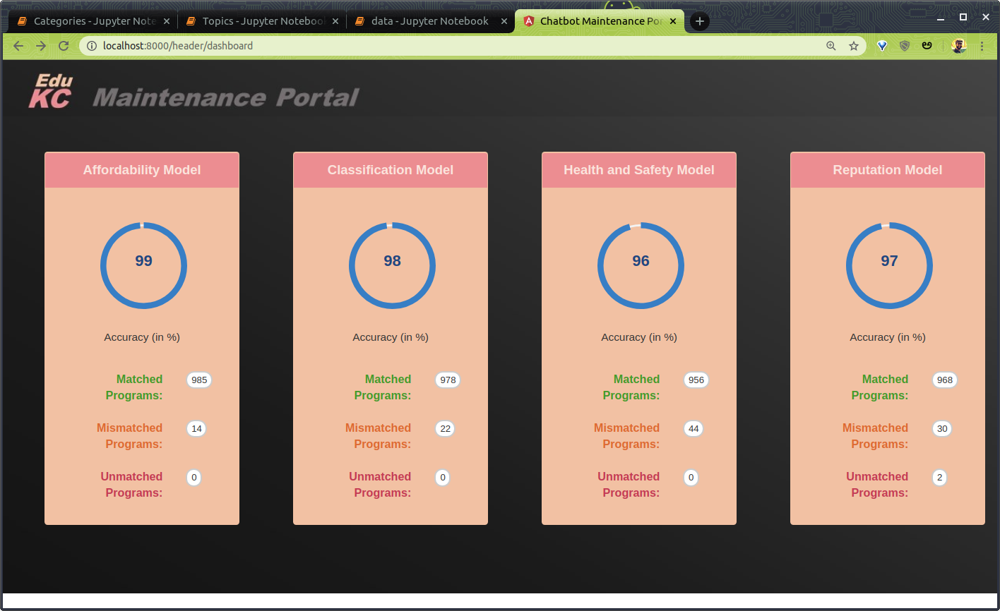 Categories - Jupyter Note
Topics - Jupyter Notebook
data - Jupyter Notebook
Chatbot Maintenance Por
localhost:8000/header/dashboard
Edu
KC
Maintenance Portal
Affordability Model
99
Accuracy (in %)
Matched
Programs:
985
Mismatched
Programs:
14
Unmatched
Programs:
0
Classification Model
98
Accuracy (in %)
Matched
Programs:
978
Mismatched
Programs:
22
Unmatched
Programs:
0
Health and Safety Model
96
Accuracy (in %)
Matched
Programs:
956
Mismatched
Programs:
44
Unmatched
Programs:
0
Reputation Model
97
Accuracy (in %)
Matched
Programs:
968
Mismatched
Programs:
30
Unmatched
Programs:
2